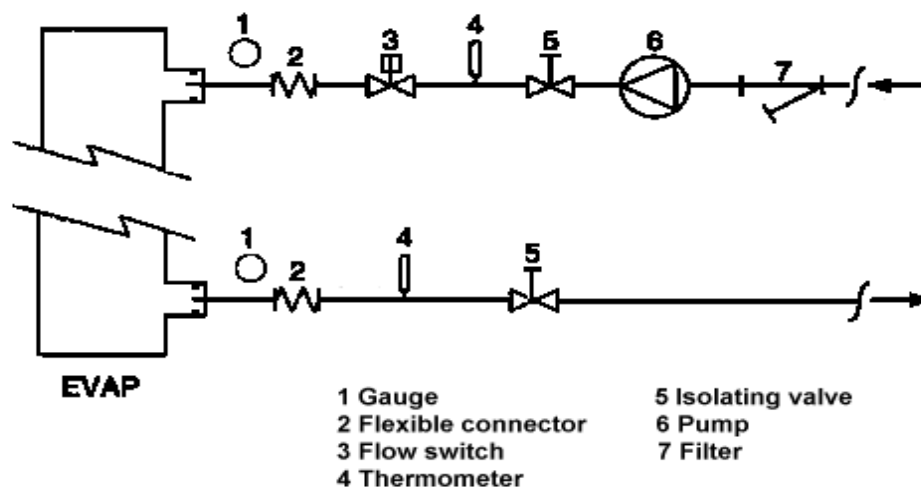 1
2
3
4
5
6
7
1
2
4
5
EVAP
1 Gauge
2 Flexible connector
3 Flow switch
4 Thermometer
5 Isolating valve
6 Pump
7 Filter